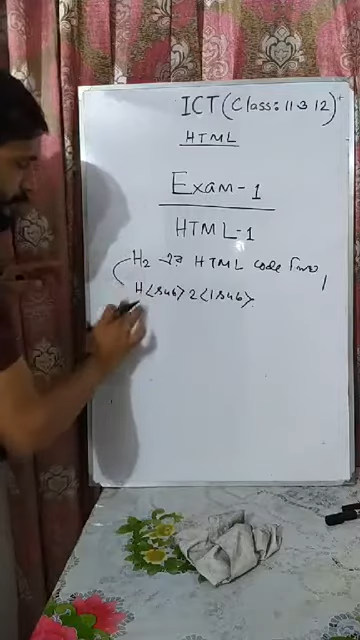 ICT (Class: 11 & 12)
HTML
Exam-1
HTML-1
H₂ এর HTML code লিখ।
H<sub>2</sub>